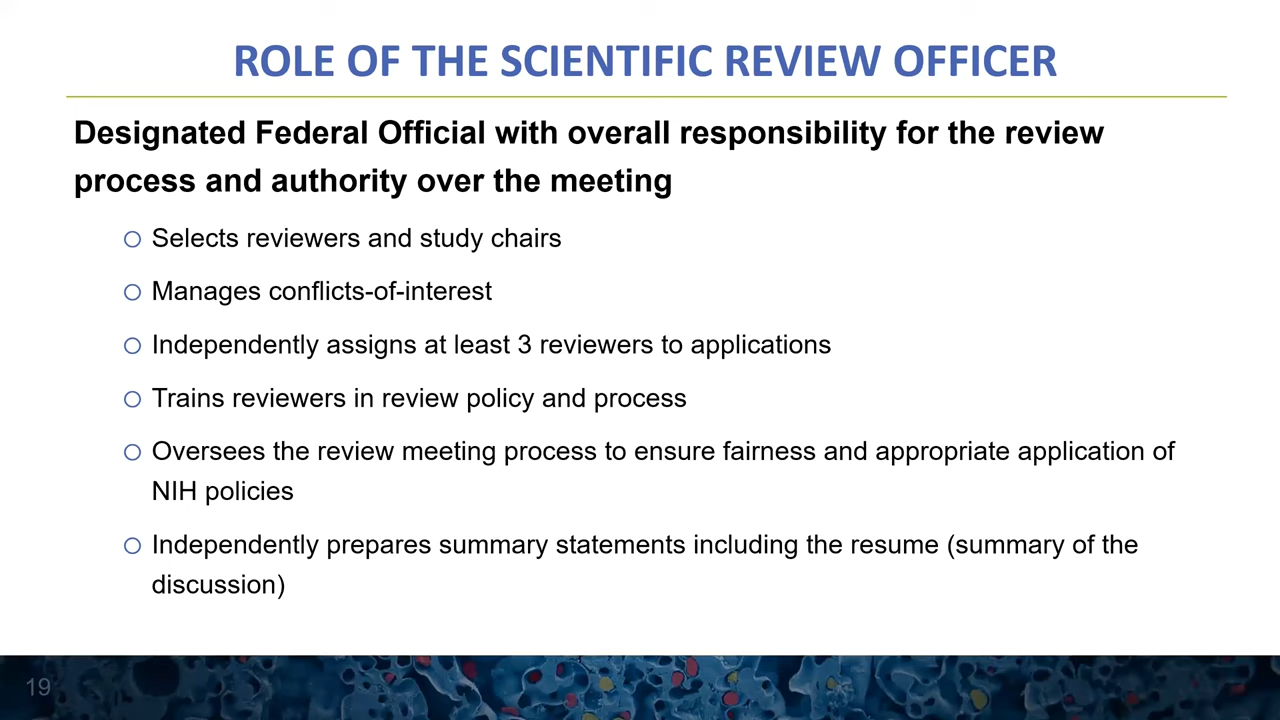 ROLE OF THE SCIENTIFIC REVIEW OFFICER
Designated Federal Official with overall responsibility for the review
process and authority over the meeting
Selects reviewers and study chairs
Manages conflicts-of-interest
Independently assigns at least 3 reviewers to applications
Trains reviewers in review policy and process
Oversees the review meeting process to ensure fairness and appropriate application of
NIH policies
Independently prepares summary statements including the resume (summary of the
discussion)
19